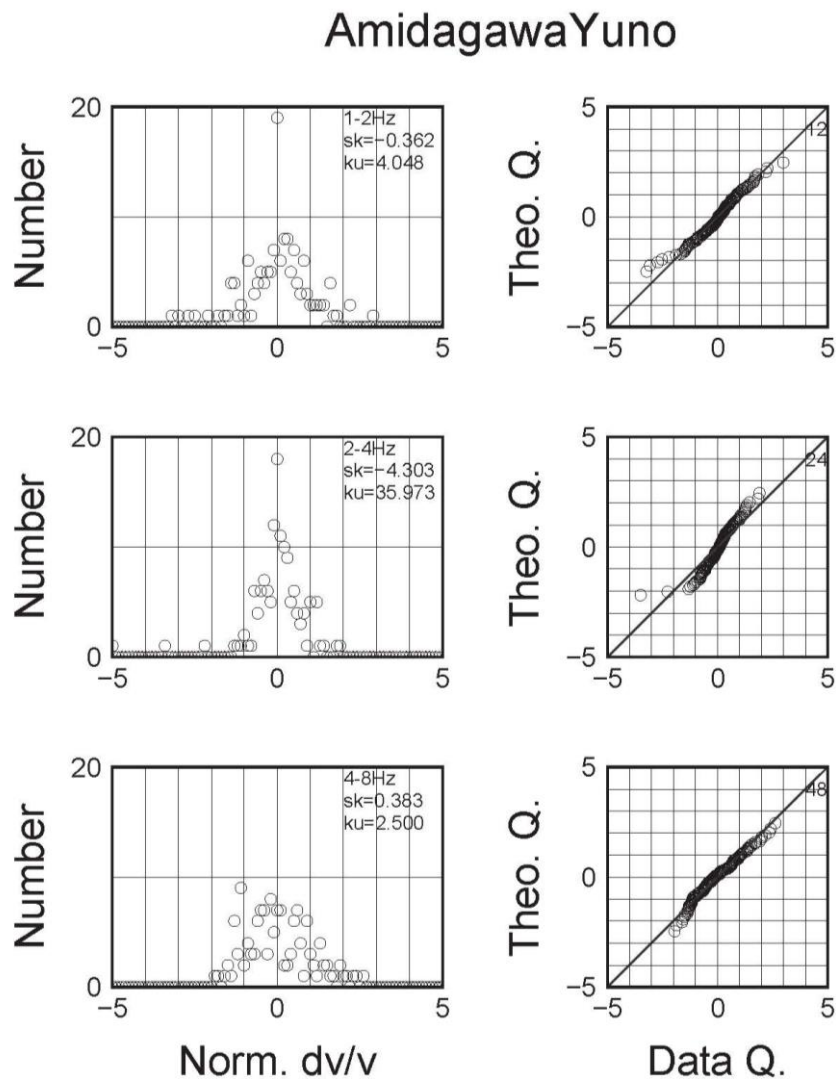 AmidagawaYuno
Number
20
0
−5
0
5
1-2Hz
sk=−0.362
ku=4.048
Theo. Q.
5
0
−5
−5
0
5
12
Number
20
0
−5
0
5
2-4Hz
sk=−4.303
ku=35.973
Theo. Q.
5
0
−5
−5
0
5
24
Number
20
0
−5
0
5
4-8Hz
sk=0.383
ku=2.500
Theo. Q.
5
0
−5
−5
0
5
48
Norm. dv/v
Data Q.